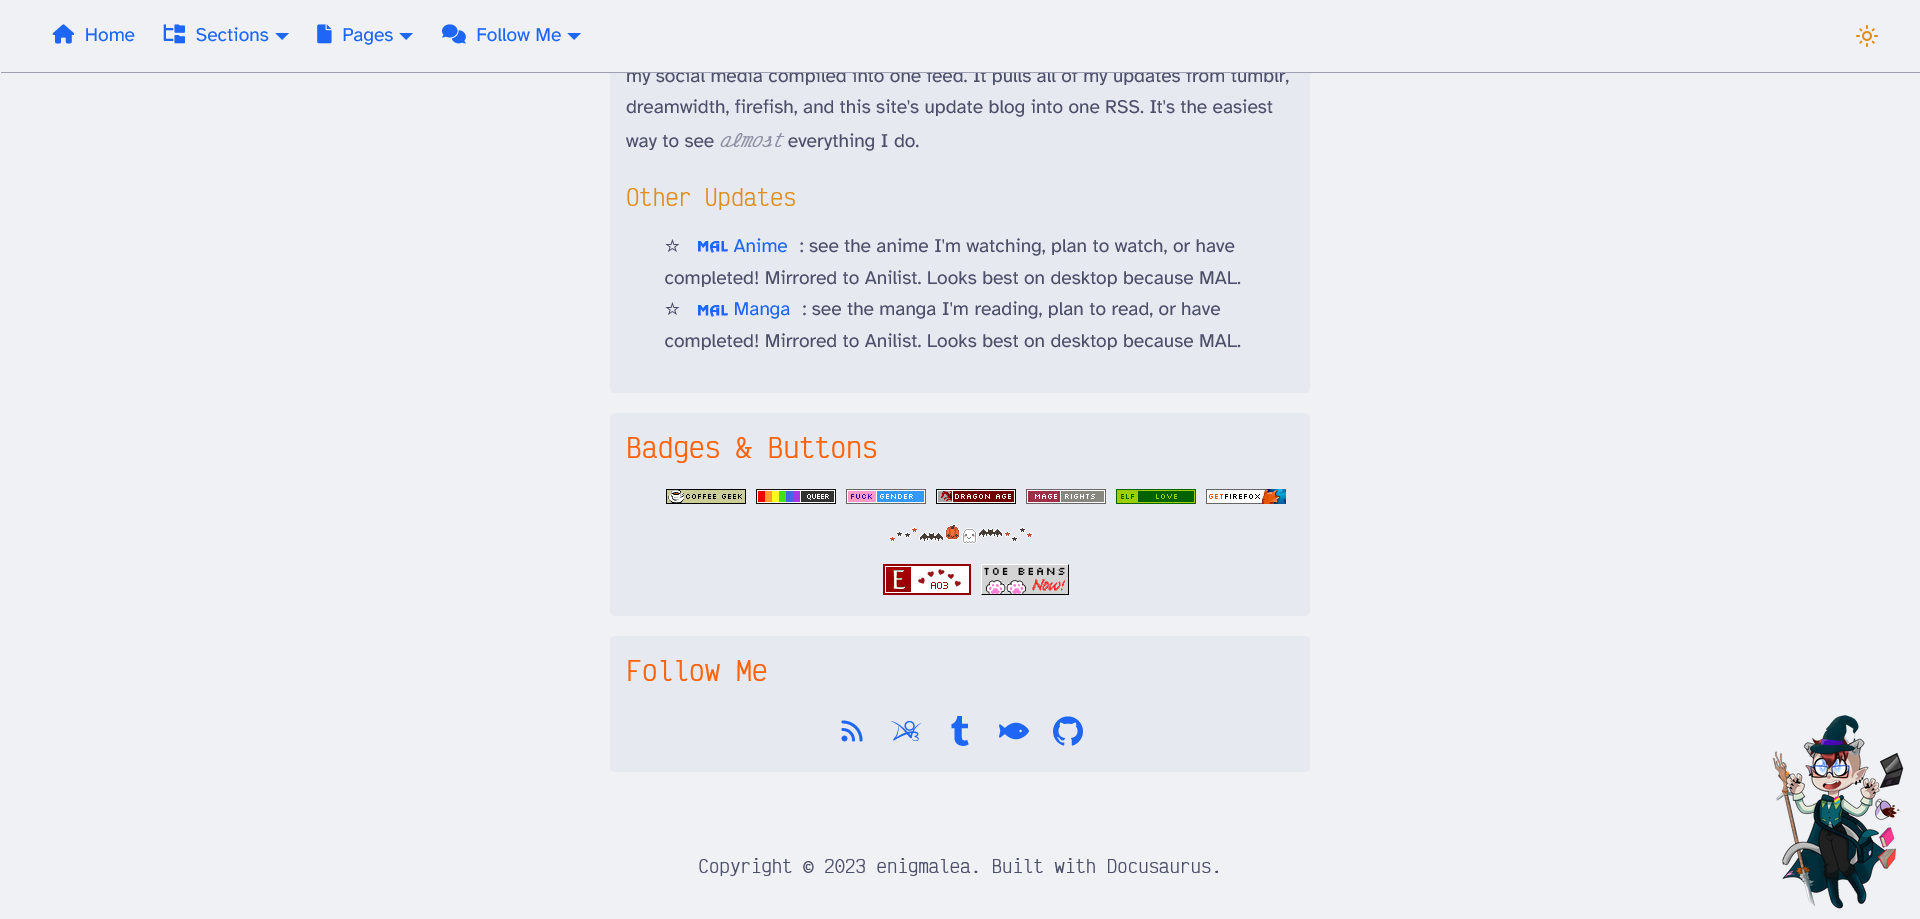 Home Sections Pages Follow Me
my social media compiled into one feed. It pulls all of my updates from tumblr,
dreamwidth, firefish, and this site's update blog into one RSS. It's the easiest
way to see almost everything I do.
Other Updates
☆ MAL Anime : see the anime I'm watching, plan to watch, or have
completed! Mirrored to Anilist. Looks best on desktop because MAL.
☆ MAL Manga : see the manga I'm reading, plan to read, or have
completed! Mirrored to Anilist. Looks best on desktop because MAL.
Badges & Buttons
COFFEE GEEK QUEER FUCK GENDER DRAGON AGE MAGE RIGHTS ELF LOVE GETFIREFOX
E AO3 TOE BEANS
Now!
Follow Me
Copyright © 2023 enigmalea. Built with Docusaurus.